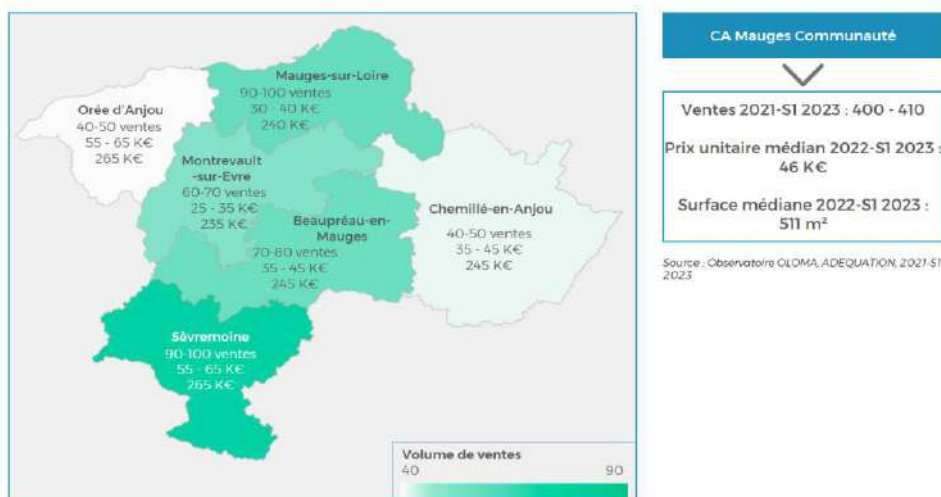 Mauges-sur-Loire
90-100 ventes
30 - 40 K€
240 K€
Orée d'Anjou
40-50 ventes
55 - 65 K€
265 K€
Montrevault
-sur-Evre
60-70 ventes
25 - 35 K€
235 K€
Beaupréau-en-
Mauges
70-80 ventes
35 - 45 K€
245 K€
Chemillé-en-Anjou
40-50 ventes
35 - 45 K€
245 K€
Sèvremoine
90-100 ventes
55 - 65 K€
265 K€
Volume de ventes
40 90
CA Mauges Communauté
Ventes 2021-S1 2023 : 400 - 410
Prix unitaire médian 2022-S1 2023 :
46 K€
Surface médiane 2022-S1 2023 :
511 m²
Source : Observatoire OLOMA, ADEQUATION, 2021-S1
2023